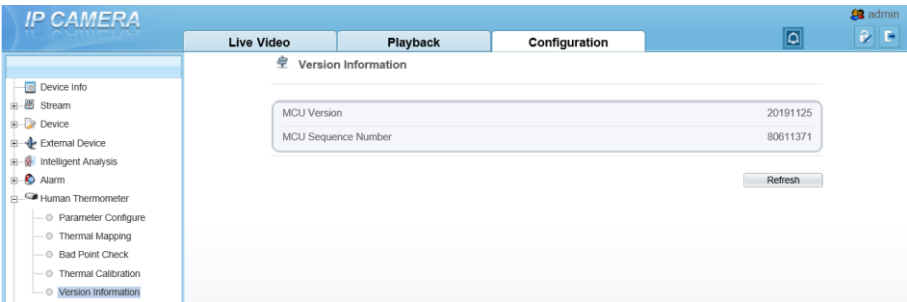 IP CAMERA
admin
Live Video
Playback
Configuration
Version Information
Device Info
Stream
Device
External Device
Intelligent Analysis
Alarm
Human Thermometer
Parameter Configure
Thermal Mapping
Bad Point Check
Thermal Calibration
Version Information
MCU Version 20191125
MCU Sequence Number 80611371
Refresh